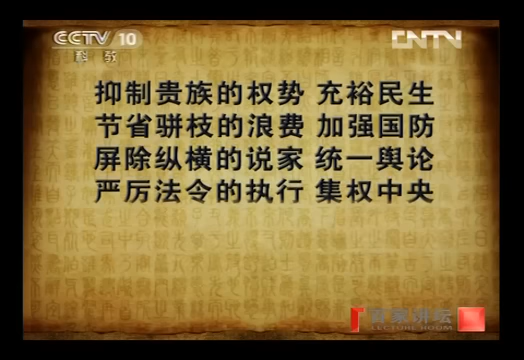 CCTV 10
科教
CNTV
抑制贵族的权势 充裕民生
节省骈枝的浪费 加强国防
屏除纵横的说家 统一舆论
严厉法令的执行 集权中央
百家讲坛
LECTURE ROOM